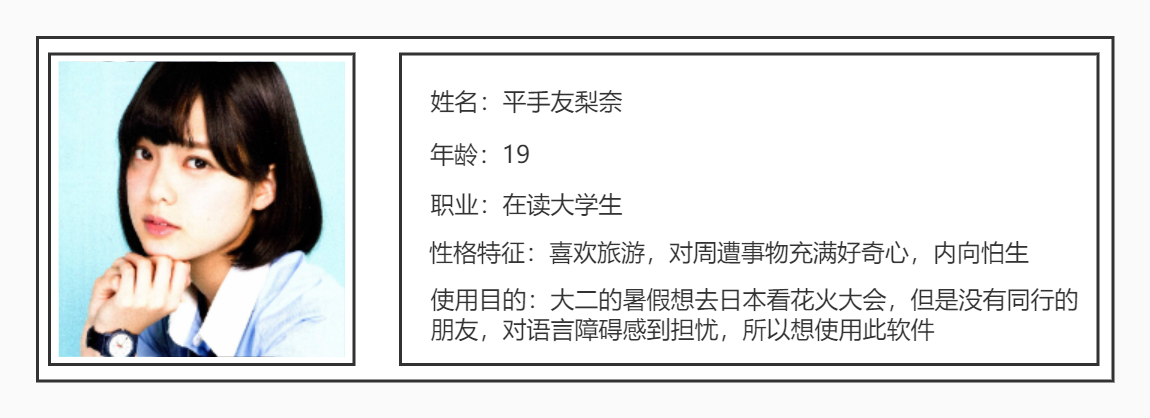 姓名：平手友梨奈
年龄：19
职业：在读大学生
性格特征：喜欢旅游，对周遭事物充满好奇心，内向怕生
使用目的：大二的暑假想去日本看花火大会，但是没有同行的
朋友，对语言障碍感到担忧，所以想使用此软件